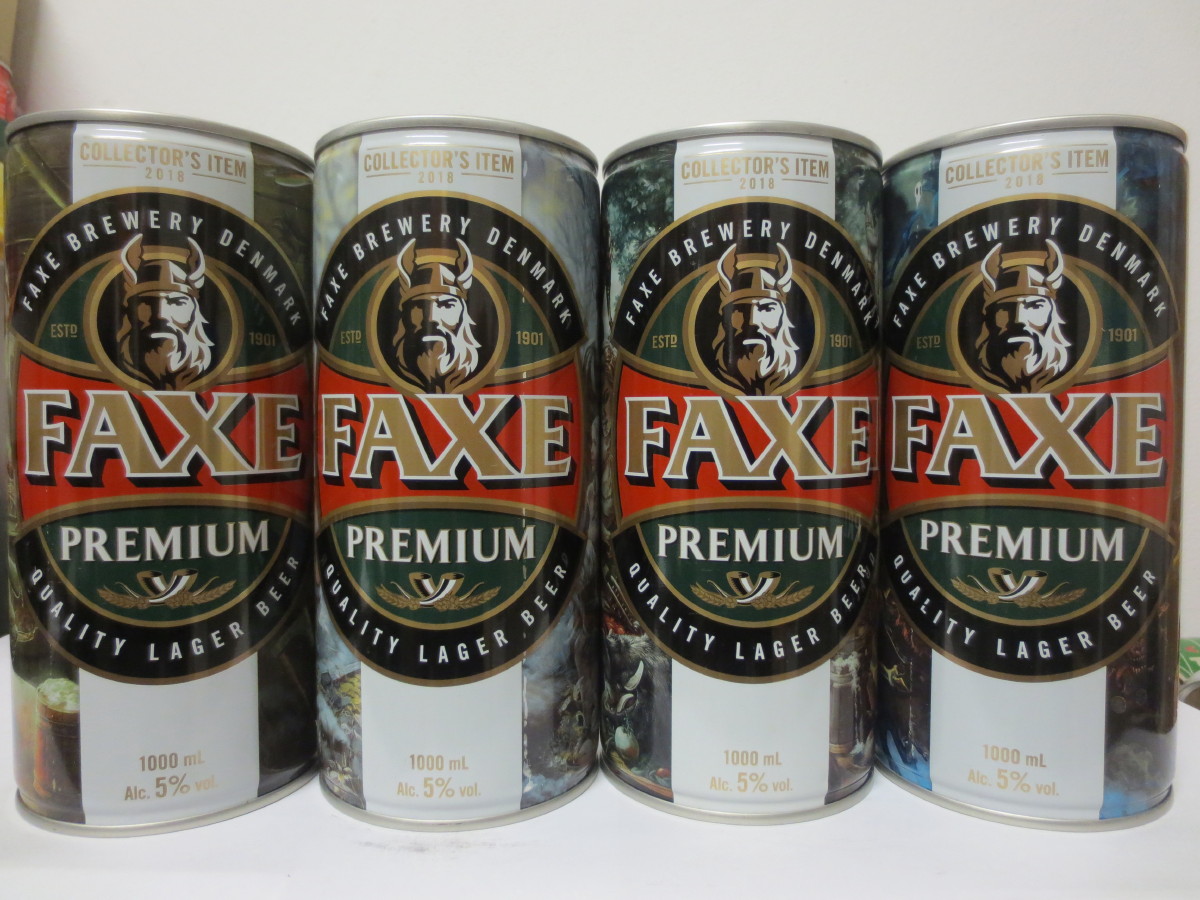 COLLECTOR'S ITEM
2018
FAXE BREWERY DENMARK
ESTD 1901
FAXE
PREMIUM
QUALITY LAGER BEER
1000 mL
Alc. 5% vol.
COLLECTOR'S ITEM
2018
FAXE BREWERY DENMARK
ESTD 1901
FAXE
PREMIUM
QUALITY LAGER BEER
1000 mL
Alc. 5% vol.
COLLECTOR'S ITEM
2018
FAXE BREWERY DENMARK
ESTD 1901
FAXE
PREMIUM
QUALITY LAGER BEER
1000 mL
Alc. 5% vol.
COLLECTOR'S ITEM
2018
FAXE BREWERY DENMARK
ESTD 1901
FAXE
PREMIUM
QUALITY LAGER BEER
1000 mL
Alc. 5% vol.